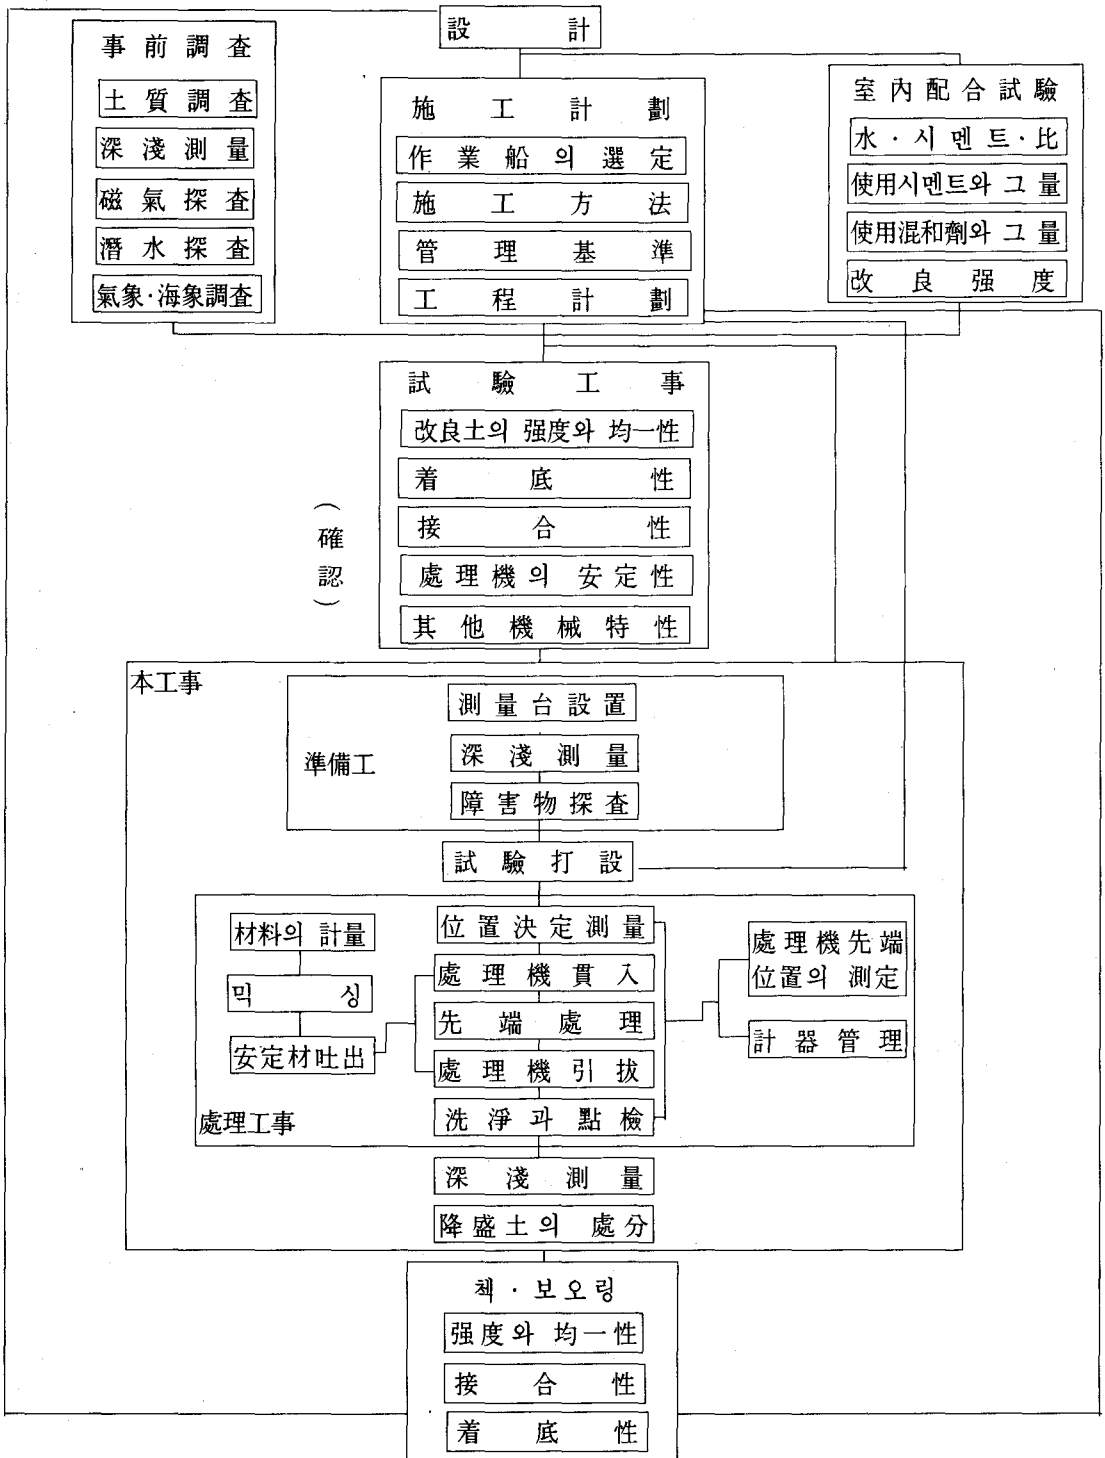 設計
事前調査
土質調査
深淺測量
磁氣探査
潛水探査
氣象·海象調査
施工計劃
作業船의 選定
施工方法
管理基準
工程計劃
室內配合試驗
水·시멘트·比
使用시멘트와 그 量
使用混和劑와 그 量
改良强度
試驗工事
改良土의 强度와 均一性
着底性
接合性
處理機의 安定性
其他機械特性
(確認)
本工事
準備工
測量台設置
深淺測量
障害物探査
試驗打設
處理工事
材料의 計量
믹싱
安定材吐出
位置決定測量
處理機貫入
先端處理
處理機引拔
洗淨과 點檢
處理機先端
位置의 測定
計器管理
深淺測量
降盛土의 處分
첵·보오링
强度와 均一性
接合性
着底性